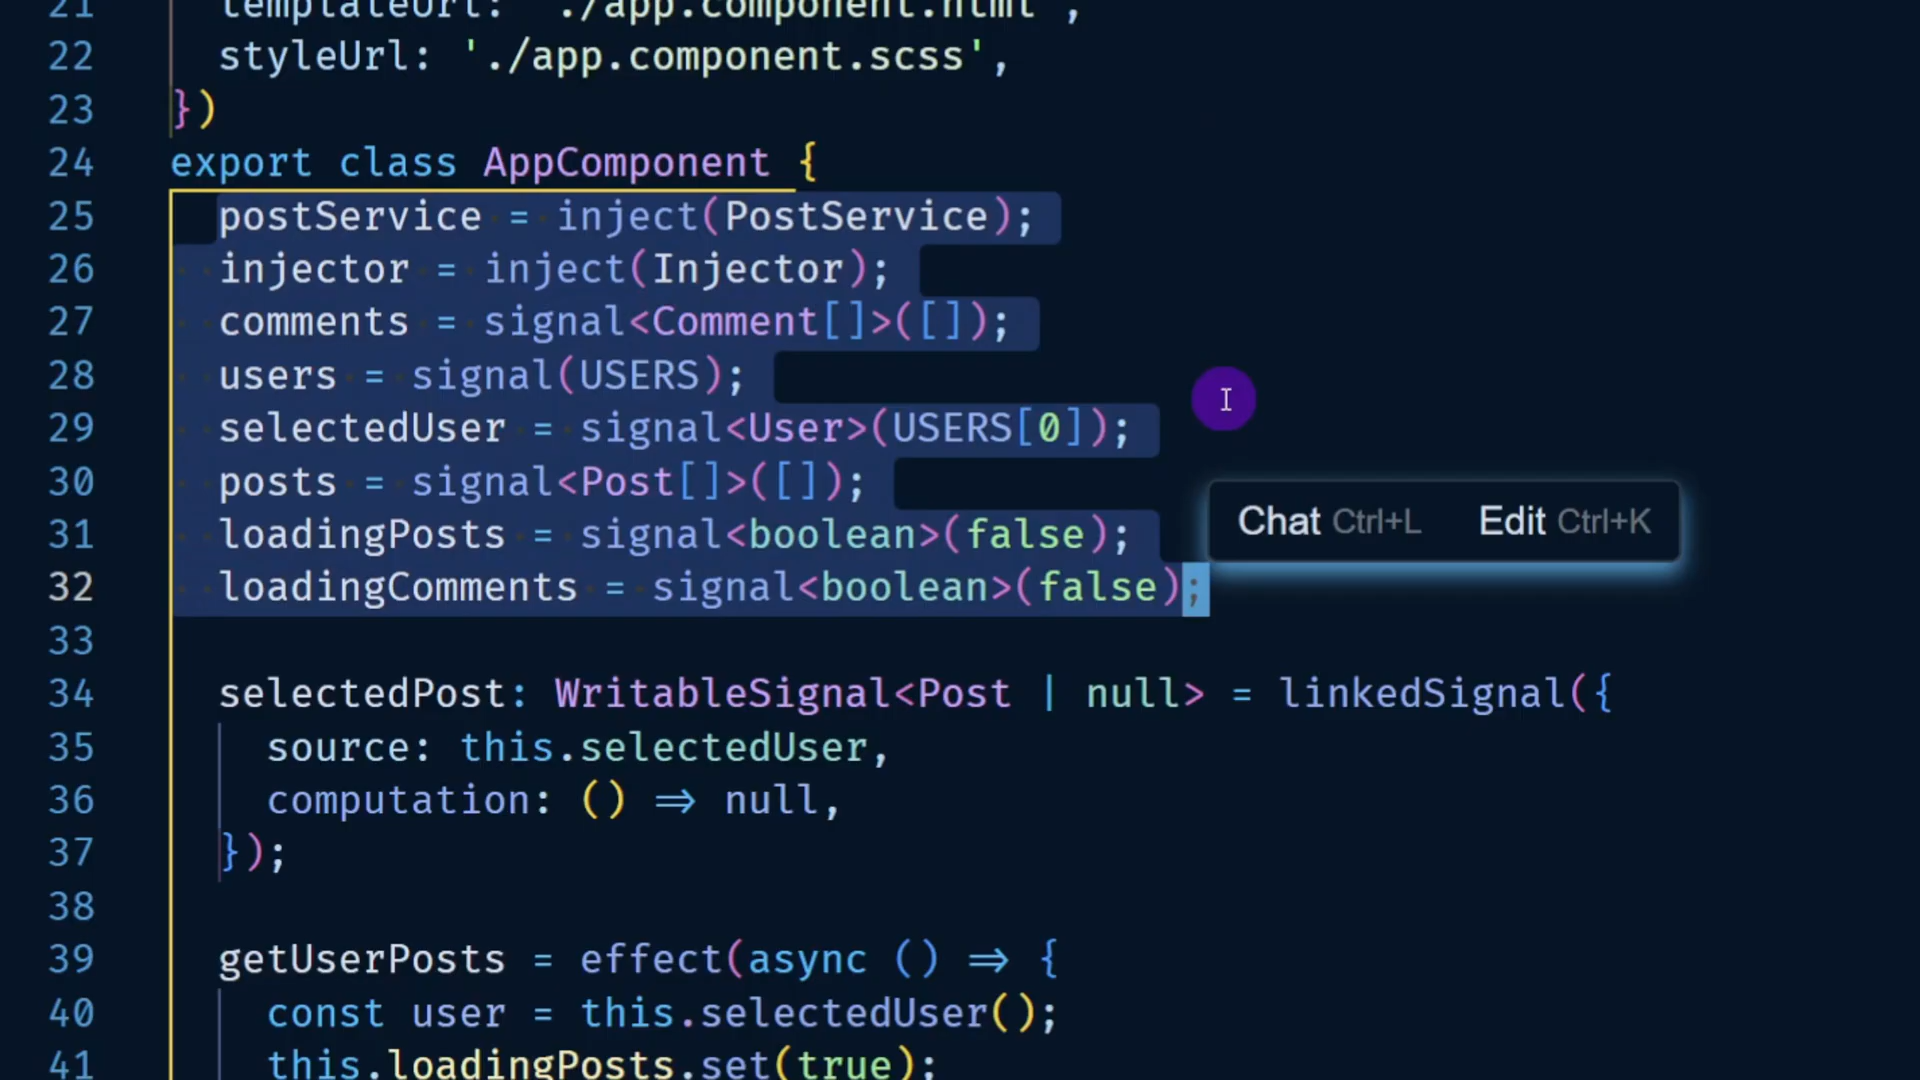 21 templateUrl: './app.component.html',
22 styleUrl: './app.component.scss',
23 })
24 export class AppComponent {
25 postService = inject(PostService);
26 injector = inject(Injector);
27 comments = signal<Comment[]>([]);
28 users = signal(USERS);
29 selectedUser = signal<User>(USERS[0]);
30 posts = signal<Post[]>([]);
31 loadingPosts = signal<boolean>(false);
Chat Ctrl+L Edit Ctrl+K
32 loadingComments = signal<boolean>(false);
33
34 selectedPost: WritableSignal<Post | null> = linkedSignal({
35 source: this.selectedUser,
36 computation: () => null,
37 });
38
39 getUserPosts = effect(async () => {
40 const user = this.selectedUser();
41 this.loadingPosts.set(true);